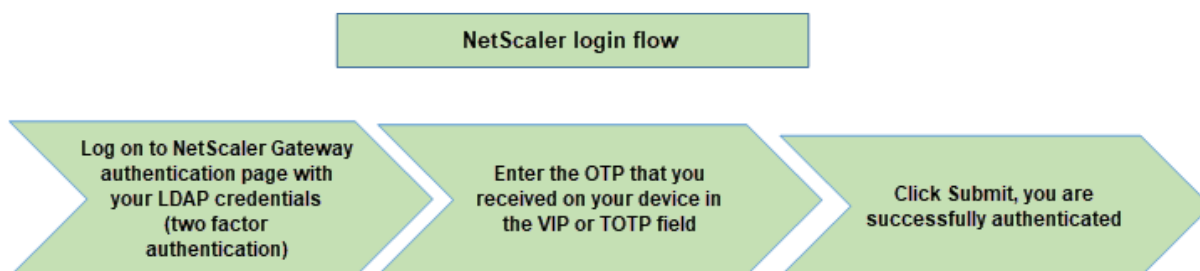 NetScaler login flow
Log on to NetScaler Gateway
authentication page with
your LDAP credentials
(two factor
authentication)
Enter the OTP that you
received on your device in
the VIP or TOTP field
Click Submit, you are
successfully authenticated